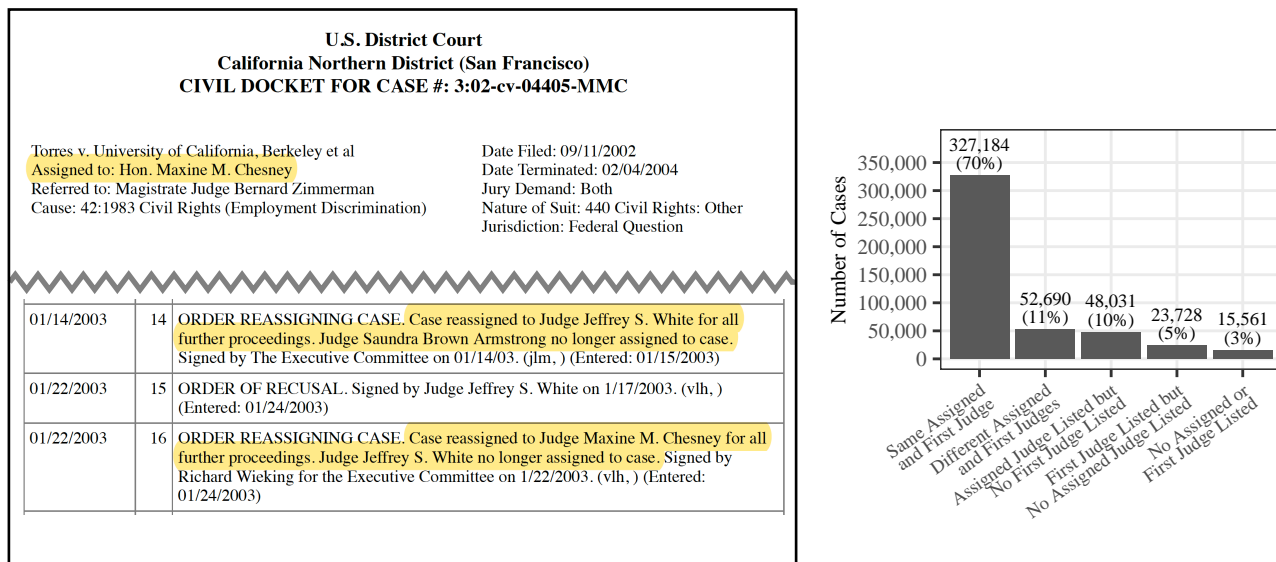 U.S. District Court
California Northern District (San Francisco)
CIVIL DOCKET FOR CASE #: 3:02-cv-04405-MMC
Torres v. University of California, Berkeley et al
Assigned to: Hon. Maxine M. Chesney
Referred to: Magistrate Judge Bernard Zimmerman
Cause: 42:1983 Civil Rights (Employment Discrimination)
Date Filed: 09/11/2002
Date Terminated: 02/04/2004
Jury Demand: Both
Nature of Suit: 440 Civil Rights: Other
Jurisdiction: Federal Question
01/14/2003 14 ORDER REASSIGNING CASE. Case reassigned to Judge Jeffrey S. White for all
further proceedings. Judge Saundra Brown Armstrong no longer assigned to case.
Signed by The Executive Committee on 01/14/03. (jlm, ) (Entered: 01/15/2003)
01/22/2003 15 ORDER OF RECUSAL. Signed by Judge Jeffrey S. White on 1/17/2003. (vlh, )
(Entered: 01/24/2003)
01/22/2003 16 ORDER REASSIGNING CASE. Case reassigned to Judge Maxine M. Chesney for all
further proceedings. Judge Jeffrey S. White no longer assigned to case. Signed by
Richard Wieking for the Executive Committee on 1/22/2003. (vlh, ) (Entered:
01/24/2003)
Number of Cases
350,000
300,000
250,000
200,000
150,000
100,000
50,000
0
327,184
(70%)
52,690
(11%)
48,031
(10%)
23,728
(5%)
15,561
(3%)
Same Assigned
and First Judge
Different Assigned
and First Judges
Assigned Judge Listed but
No First Judge Listed
First Judge Listed but
No Assigned Judge Listed
No Assigned or
First Judge Listed